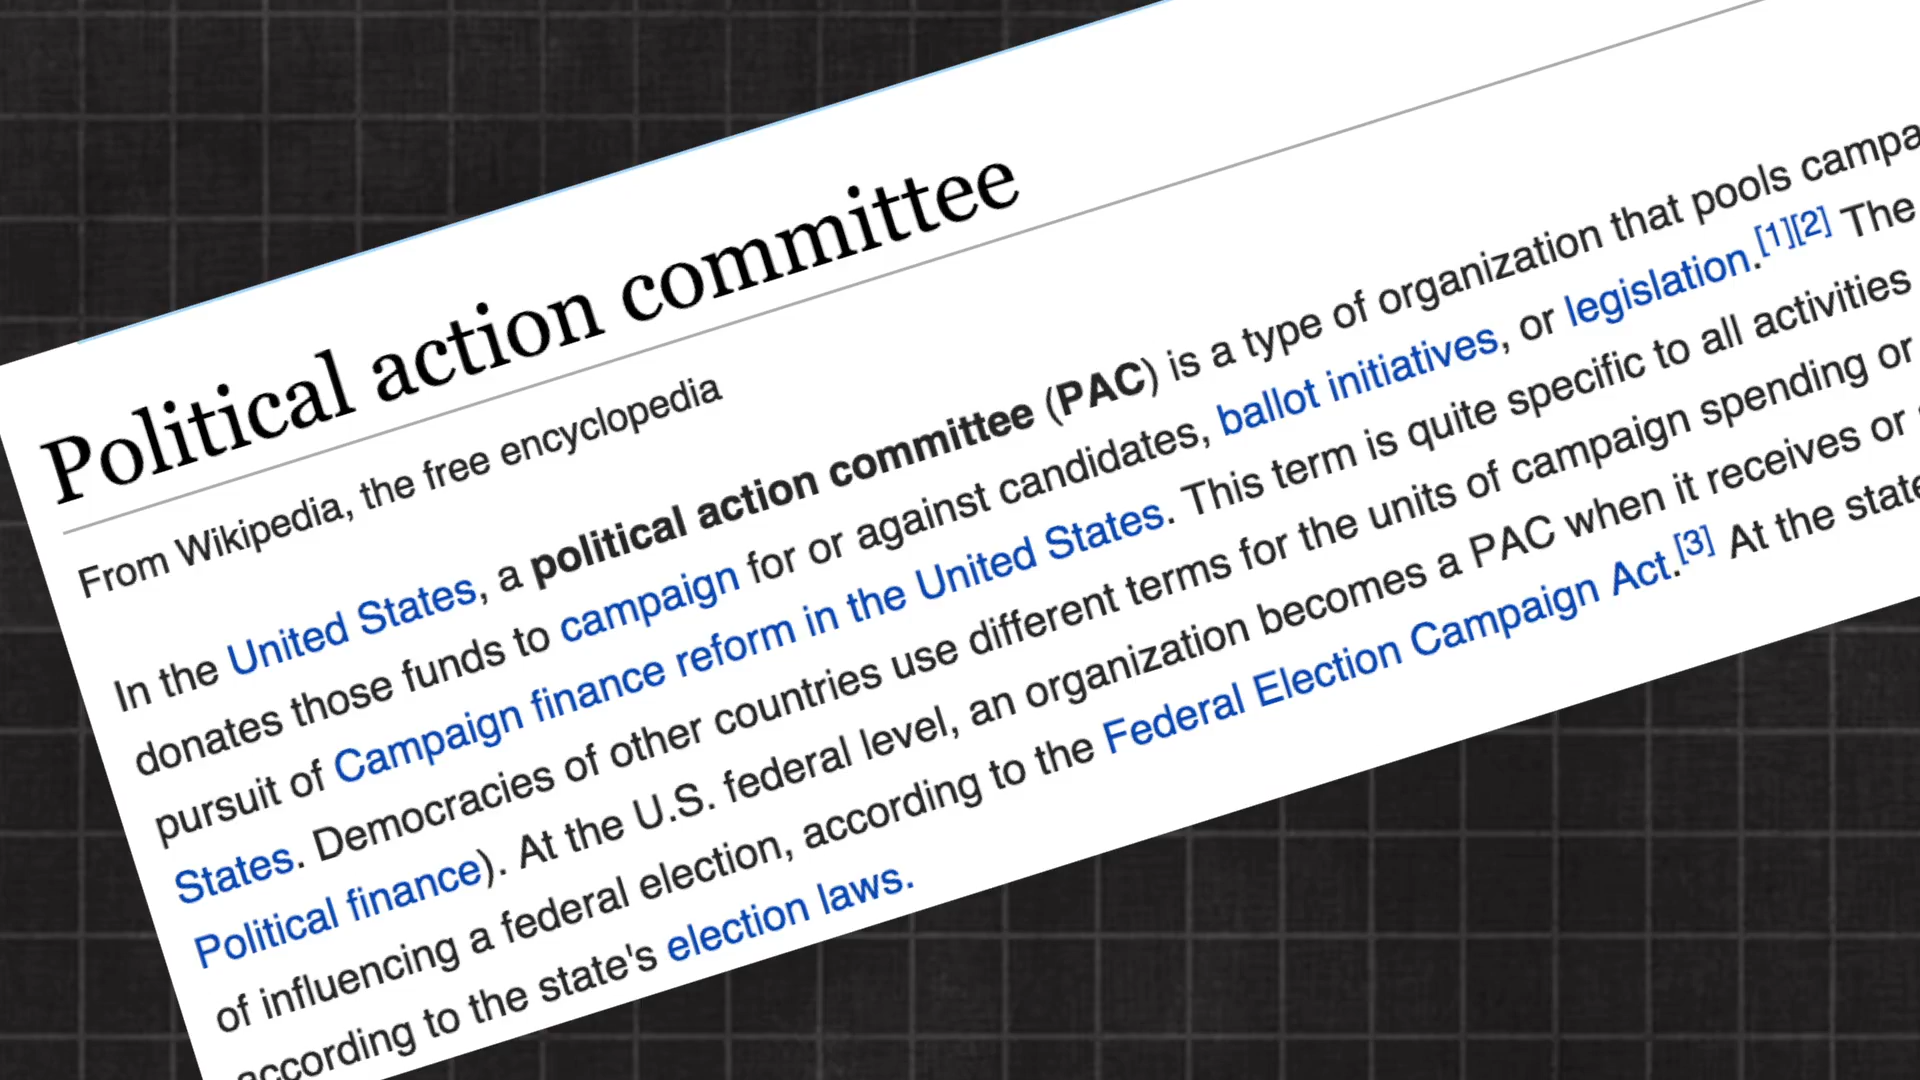 Political action committee
From Wikipedia, the free encyclopedia
In the United States, a political action committee (PAC) is a type of organization that pools
donates those funds to campaign for or against candidates, ballot initiatives, or legislation.[1][2] The
pursuit of Campaign finance reform in the United States. This term is quite specific to all activities
States. Democracies of other countries use different terms for the units of campaign spending or
Political finance). At the U.S. federal level, an organization becomes a PAC when it receives or
of influencing a federal election, according to the Federal Election Campaign Act.[3] At the state
according to the state's election laws.